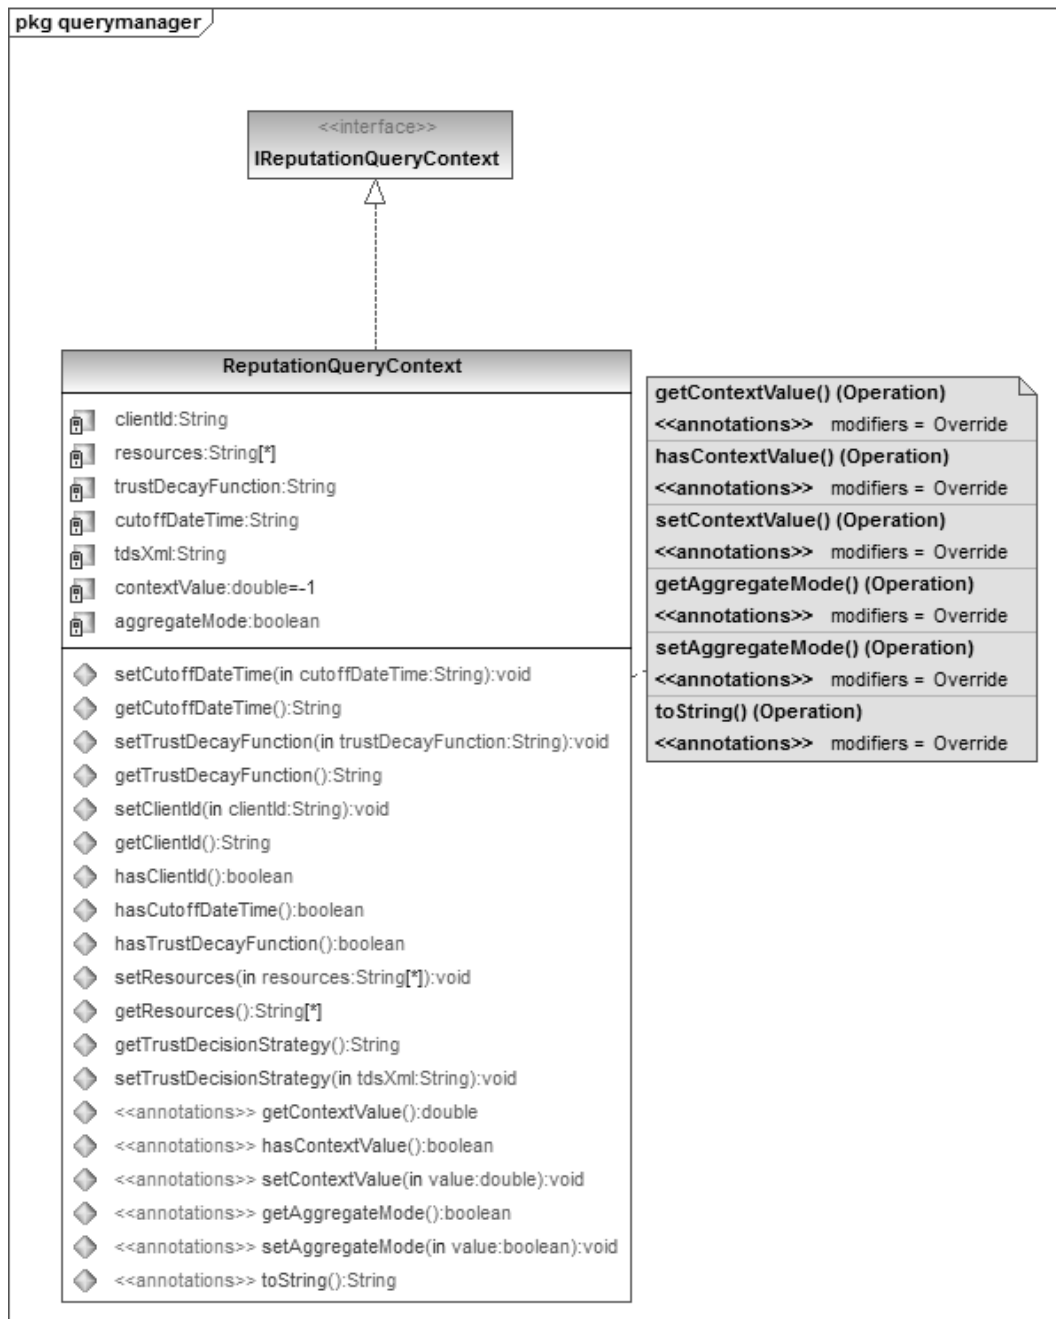 pkg querymanager
<<interface>>
IReputationQueryContext
ReputationQueryContext
clientId:String
resources:String[*]
trustDecayFunction:String
cutoffDateTime:String
tdsXml:String
contextValue:double=-1
aggregateMode:boolean
setCutoffDateTime(in cutoffDateTime:String):void
getCutoffDateTime():String
setTrustDecayFunction(in trustDecayFunction:String):void
getTrustDecayFunction():String
setClientId(in clientId:String):void
getClientId():String
hasClientId():boolean
hasCutoffDateTime():boolean
hasTrustDecayFunction():boolean
setResources(in resources:String[*]):void
getResources():String[*]
getTrustDecisionStrategy():String
setTrustDecisionStrategy(in tdsXml:String):void
<<annotations>> getContextValue():double
<<annotations>> hasContextValue():boolean
<<annotations>> setContextValue(in value:double):void
<<annotations>> getAggregateMode():boolean
<<annotations>> setAggregateMode(in value:boolean):void
<<annotations>> toString():String
getContextValue() (Operation)
<<annotations>> modifiers = Override
hasContextValue() (Operation)
<<annotations>> modifiers = Override
setContextValue() (Operation)
<<annotations>> modifiers = Override
getAggregateMode() (Operation)
<<annotations>> modifiers = Override
setAggregateMode() (Operation)
<<annotations>> modifiers = Override
toString() (Operation)
<<annotations>> modifiers = Override